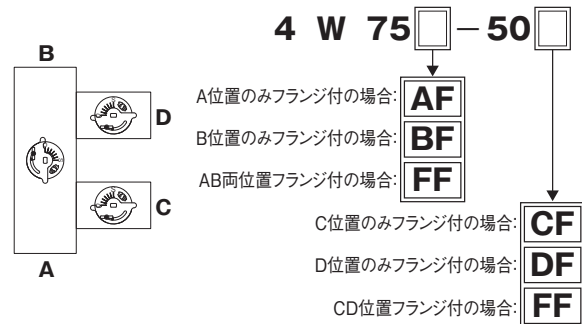 4 W 75□−50□
B
D
C
A
A位置のみフランジ付の場合: AF
B位置のみフランジ付の場合: BF
AB両位置フランジ付の場合: FF
C位置のみフランジ付の場合: CF
D位置のみフランジ付の場合: DF
CD位置フランジ付の場合: FF